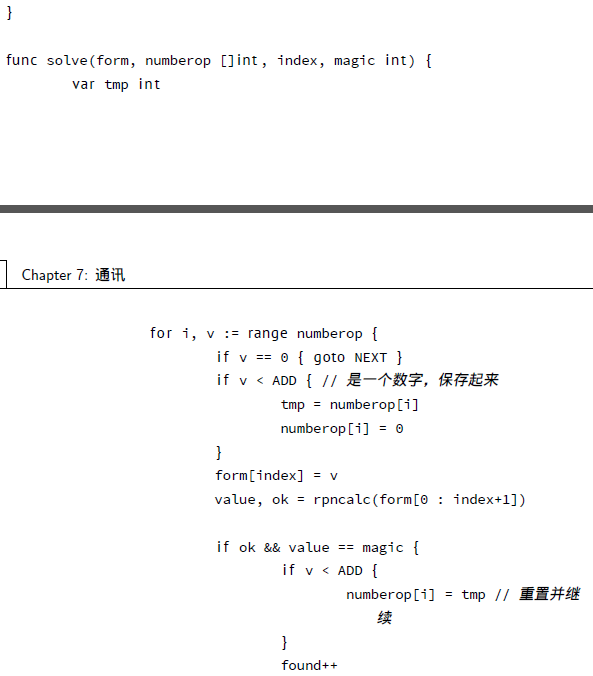 }
func solve(form, numberop []int, index, magic int) {
var tmp int
Chapter 7: 通讯
for i, v := range numberop {
if v == 0 { goto NEXT }
if v < ADD { // 是一个数字，保存起来
tmp = numberop[i]
numberop[i] = 0
}
form[index] = v
value, ok = rpncalc(form[0 : index+1])
if ok && value == magic {
if v < ADD {
numberop[i] = tmp // 重置并继
续
}
found++